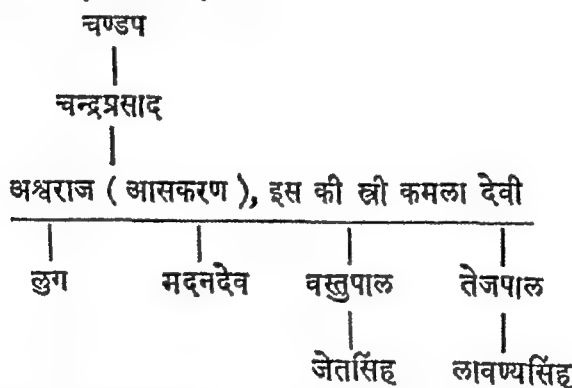 चण्डप
चन्द्रप्रसाद
अश्वराज ( आसकरण ), इस की स्त्री कमला देवी
लुग मदनदेव वस्तुपाल तेजपाल
जेतसिंह लावण्यसिंह